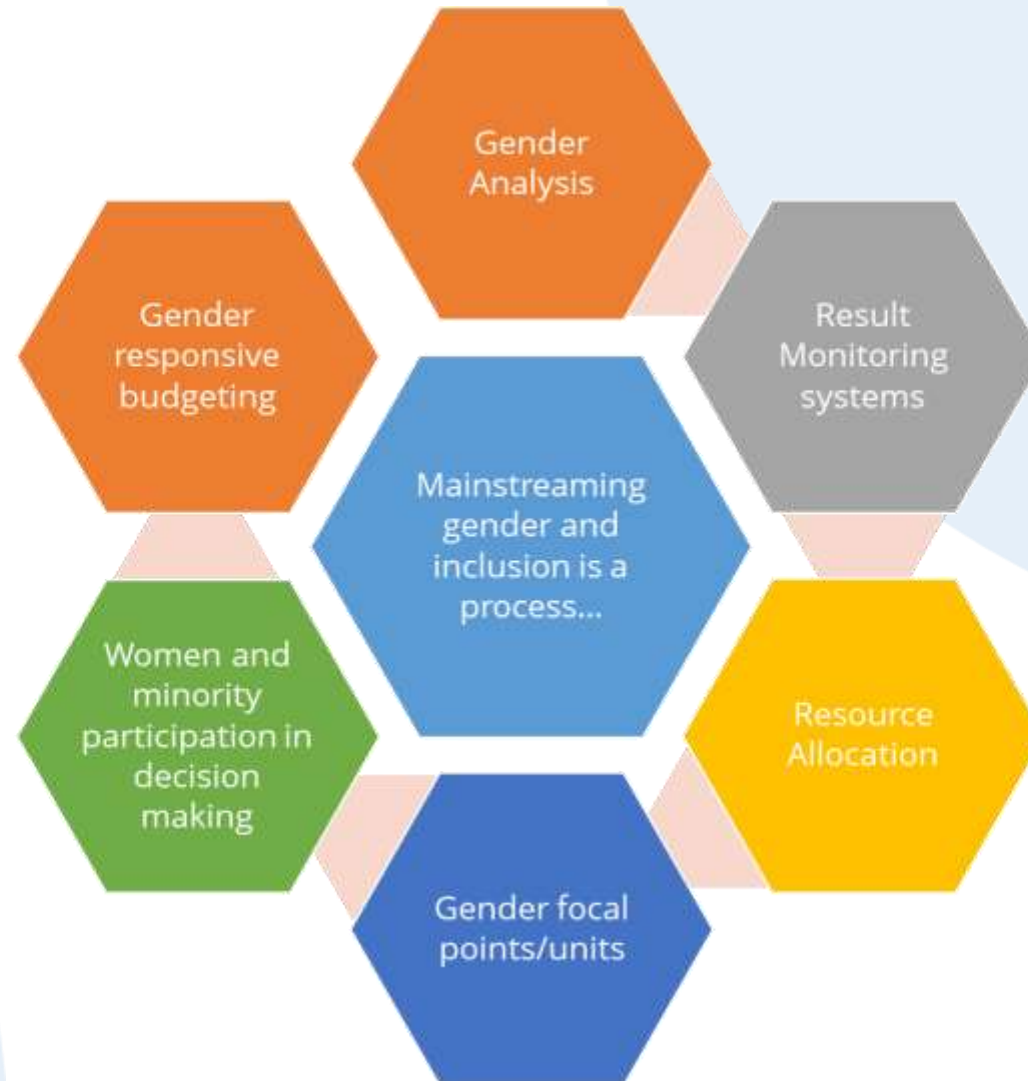 Gender
Analysis
Result
Monitoring
systems
Resource
Allocation
Gender focal
points/units
Women and
minority
participation in
decision
making
Gender
responsive
budgeting
Mainstreaming
gender and
inclusion is a
process...